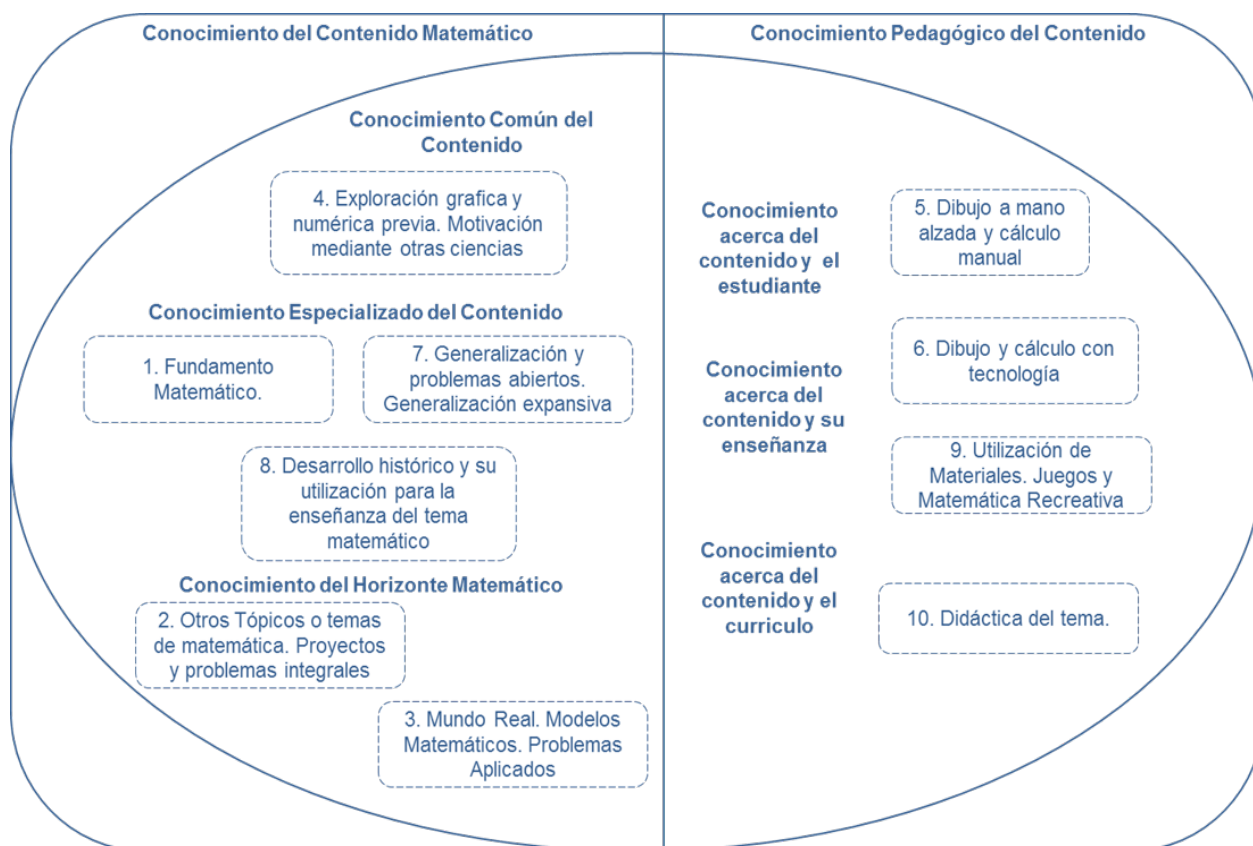 Conocimiento del Contenido Matemático
Conocimiento Común del
Contenido
4. Exploración grafica y
numérica previa. Motivación
mediante otras ciencias
Conocimiento Especializado del Contenido
1. Fundamento
Matemático.
7. Generalización y
problemas abiertos.
Generalización expansiva
8. Desarrollo histórico y su
utilización para la
enseñanza del tema
matemático
Conocimiento del Horizonte Matemático
2. Otros Tópicos o temas
de matemática. Proyectos
y problemas integrales
3. Mundo Real. Modelos
Matemáticos. Problemas
Aplicados
Conocimiento Pedagógico del Contenido
Conocimiento
acerca del
contenido y el
estudiante
5. Dibujo a mano
alzada y cálculo
manual
Conocimiento
acerca del
contenido y su
enseñanza
6. Dibujo y cálculo con
tecnología
9. Utilización de
Materiales. Juegos y
Matemática Recreativa
Conocimiento
acerca del
contenido y el
curriculo
10. Didáctica del tema.